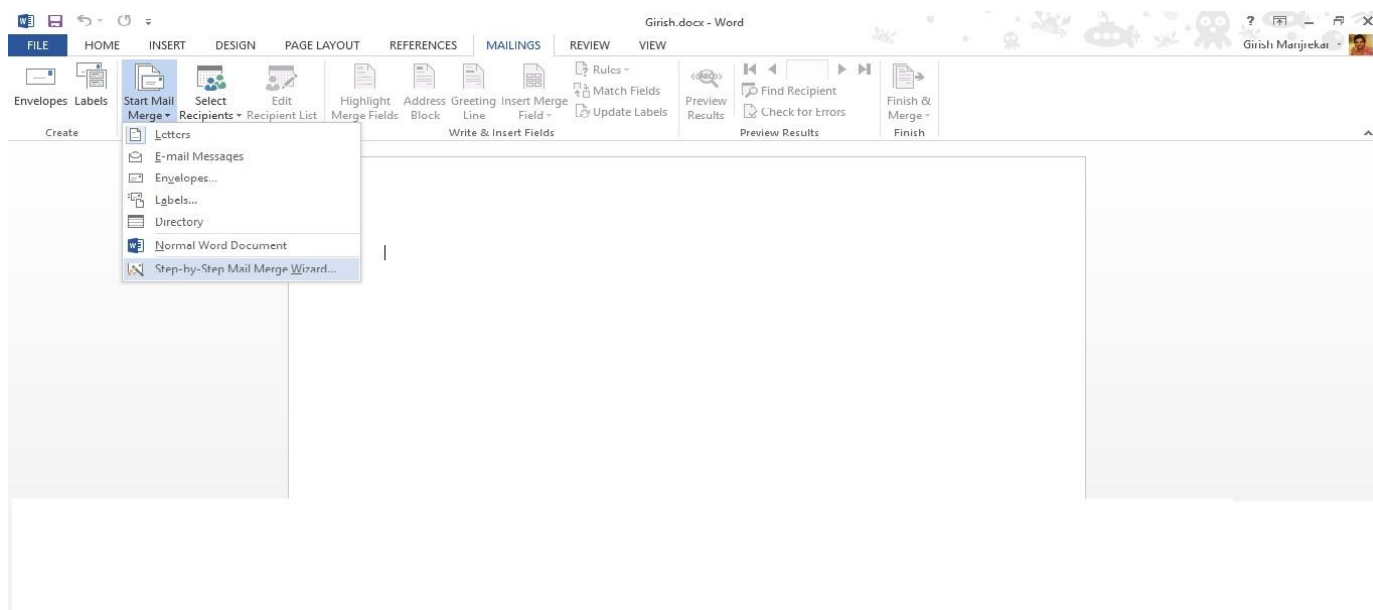 Girish.docx - Word
?
FILE HOME INSERT DESIGN PAGE LAYOUT REFERENCES MAILINGS REVIEW VIEW Girish Manjrekar
Envelopes Labels Start Mail Merge Select Recipients Edit Recipient List Highlight Merge Fields Address Block Greeting Line Insert Merge Field
Rules
Match Fields
Update Labels
Preview Results
Find Recipient
Check for Errors
Finish & Merge
Create Write & Insert Fields Preview Results Finish
Letters
E-mail Messages
Envelopes...
Labels...
Directory
Normal Word Document
Step-by-Step Mail Merge Wizard...